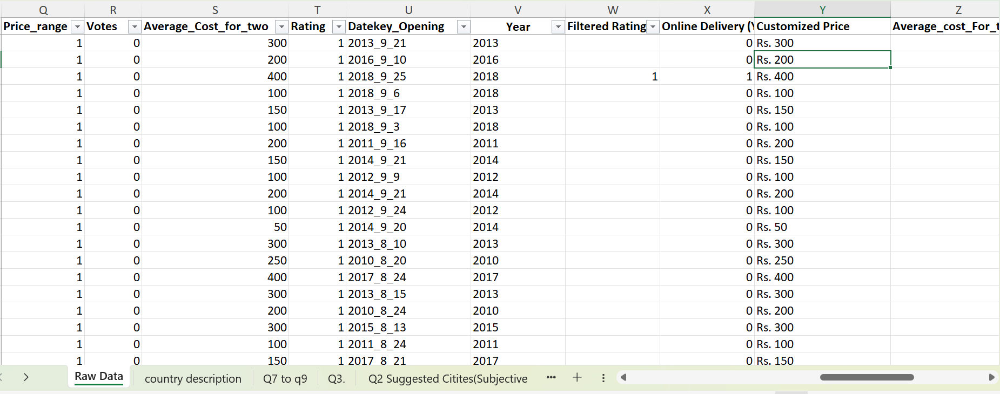 Q R S T U V W X Y Z
Price_range Votes Average_Cost_for_two Rating Datekey_Opening Year Filtered Rating Online Delivery (Y Customized Price Average_cost_For_t
1 0 300 1 2013_9_21 2013 0 Rs. 300
1 0 200 1 2016_9_10 2016 0 Rs. 200
1 0 400 1 2018_9_25 2018 1 1 Rs. 400
1 0 100 1 2018_9_6 2018 0 Rs. 100
1 0 150 1 2013_9_17 2013 0 Rs. 150
1 0 100 1 2018_9_3 2018 0 Rs. 100
1 0 200 1 2011_9_16 2011 0 Rs. 200
1 0 150 1 2014_9_21 2014 0 Rs. 150
1 0 100 1 2012_9_9 2012 0 Rs. 100
1 0 200 1 2014_9_21 2014 0 Rs. 200
1 0 100 1 2012_9_24 2012 0 Rs. 100
1 0 50 1 2014_9_20 2014 0 Rs. 50
1 0 300 1 2013_8_10 2013 0 Rs. 300
1 0 250 1 2010_8_20 2010 0 Rs. 250
1 0 400 1 2017_8_24 2017 0 Rs. 400
1 0 300 1 2013_8_15 2013 0 Rs. 300
1 0 200 1 2010_8_24 2010 0 Rs. 200
1 0 300 1 2015_8_13 2015 0 Rs. 300
1 0 100 1 2011_8_24 2011 0 Rs. 100
1 0 150 1 2017_8_21 2017 0 Rs. 150
Raw Data country description Q7 to q9 Q3. Q2 Suggested Citites(Subjective